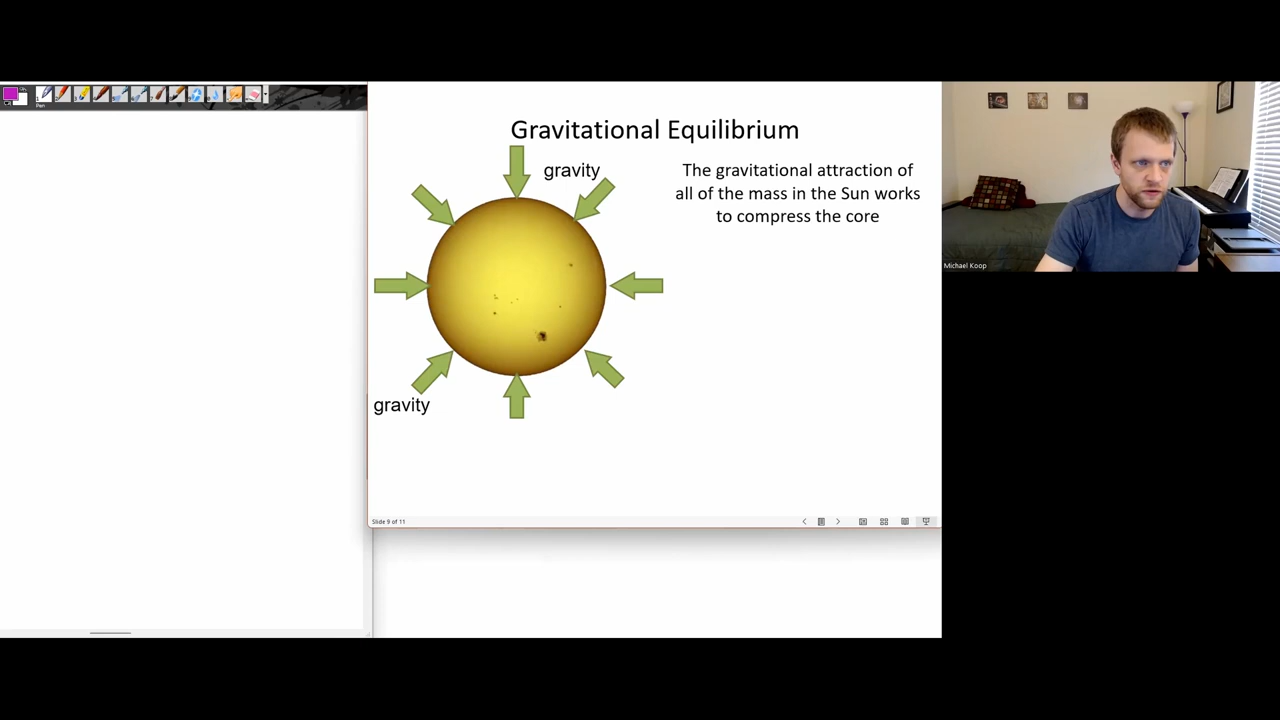 Pen
Gravitational Equilibrium
gravity
The gravitational attraction of
all of the mass in the Sun works
to compress the core
gravity
Slide 9 of 11
Michael Koop